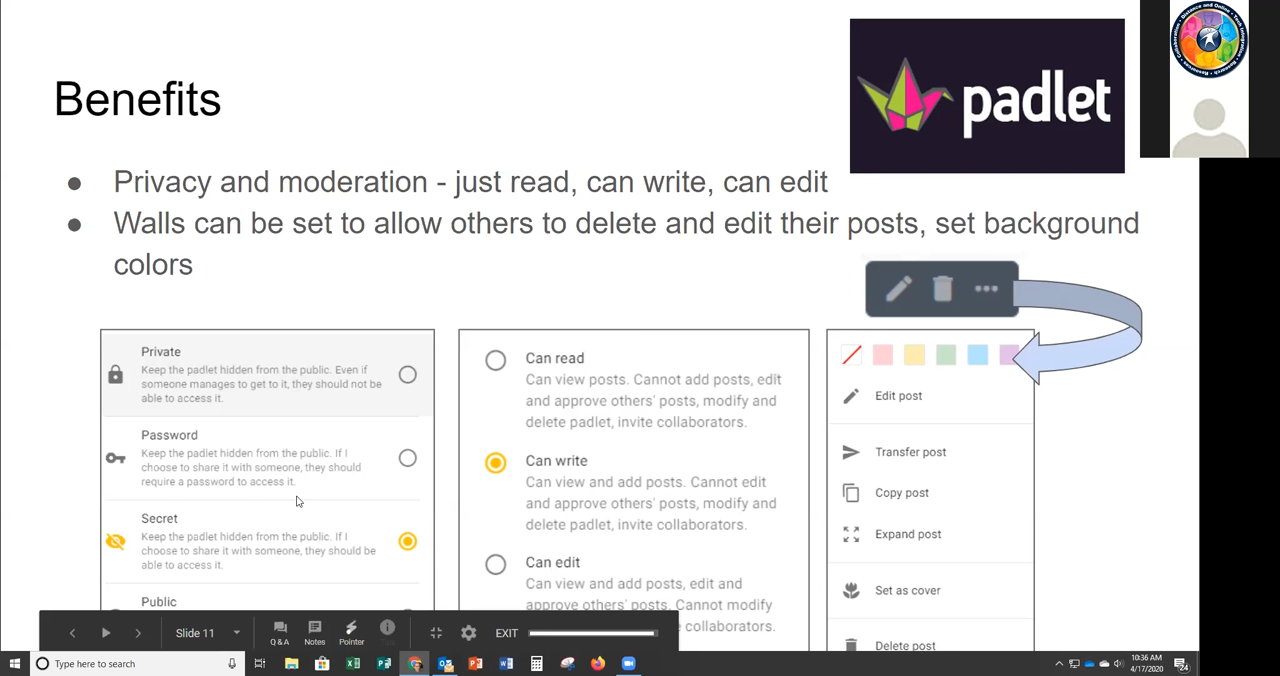 Benefits
padlet
Privacy and moderation - just read, can write, can edit
Walls can be set to allow others to delete and edit their posts, set background
colors
Private
Keep the padlet hidden from the public. Even if
someone manages to get to it, they should not be
able to access it.
Password
Keep the padlet hidden from the public. If I
choose to share it with someone, they should
require a password to access it.
Secret
Keep the padlet hidden from the public. If I
choose to share it with someone, they should be
able to access it.
Public
Can read
Can view posts. Cannot add posts, edit
and approve others' posts, modify and
delete padlet, invite collaborators.
Can write
Can view and add posts. Cannot edit
and approve others' posts, modify and
delete padlet, invite collaborators.
Can edit
Can view and add posts, edit and
approve others' posts. Cannot modify
collaborators.
Edit post
Transfer post
Copy post
Expand post
Set as cover
Delete post
Slide 11
Q&A
Notes
Pointer
EXIT
Type here to search
10:36 AM
4/17/2020
24